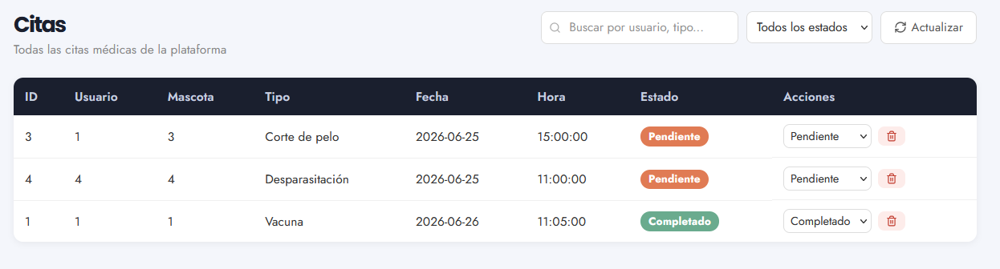 Citas
Todas las citas médicas de la plataforma
Buscar por usuario, tipo...
Todos los estados
Actualizar
ID Usuario Mascota Tipo Fecha Hora Estado Acciones
3 1 3 Corte de pelo 2026-06-25 15:00:00 Pendiente Pendiente
4 4 4 Desparasitación 2026-06-25 11:00:00 Pendiente Pendiente
1 1 1 Vacuna 2026-06-26 11:05:00 Completado Completado